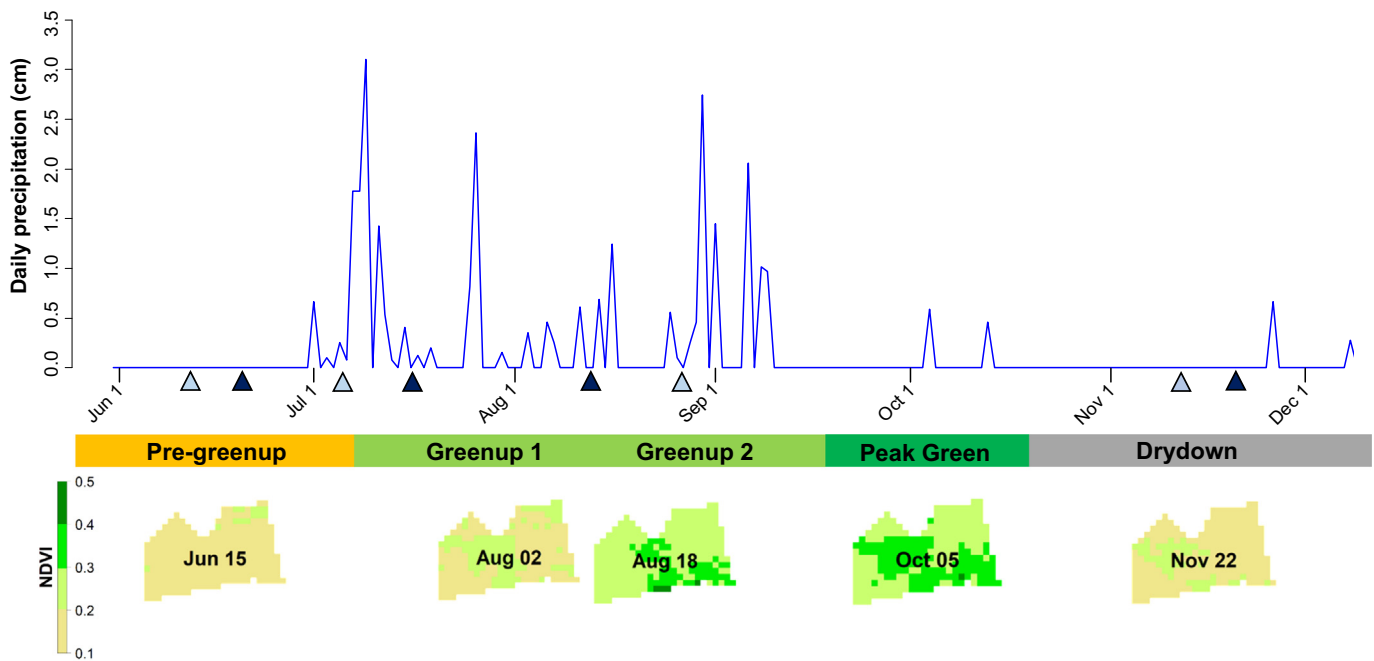 3.5
3.0
2.5
2.0
1.5
1.0
0.5
0.0
Daily precipitation (cm)
Jun 1
Jul 1
Aug 1
Sep 1
Oct 1
Nov 1
Dec 1
Pre-greenup
Greenup 1
Greenup 2
Peak Green
Drydown
0.5
0.4
0.3
0.2
0.1
NDVI
Jun 15
Aug 02
Aug 18
Oct 05
Nov 22